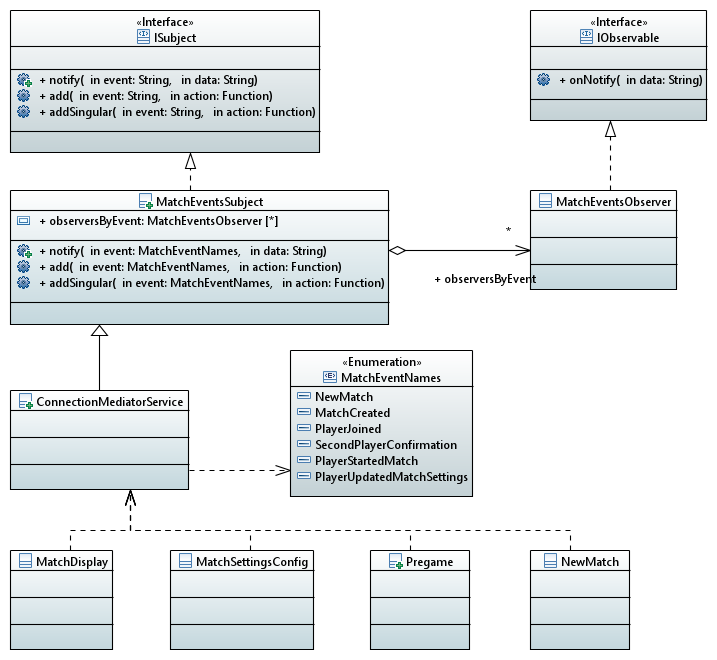 «Interface»
ISubject
+ notify( in event: String, in data: String)
+ add( in event: String, in action: Function)
+ addSingular( in event: String, in action: Function)
«Interface»
IObservable
+ onNotify( in data: String)
MatchEventsSubject
+ observersByEvent: MatchEventsObserver [*]
+ notify( in event: MatchEventNames, in data: String)
+ add( in event: MatchEventNames, in action: Function)
+ addSingular( in event: MatchEventNames, in action: Function)
*
+ observersByEvent
MatchEventsObserver
ConnectionMediatorService
«Enumeration»
MatchEventNames
NewMatch
MatchCreated
PlayerJoined
SecondPlayerConfirmation
PlayerStartedMatch
PlayerUpdatedMatchSettings
MatchDisplay
MatchSettingsConfig
Pregame
NewMatch